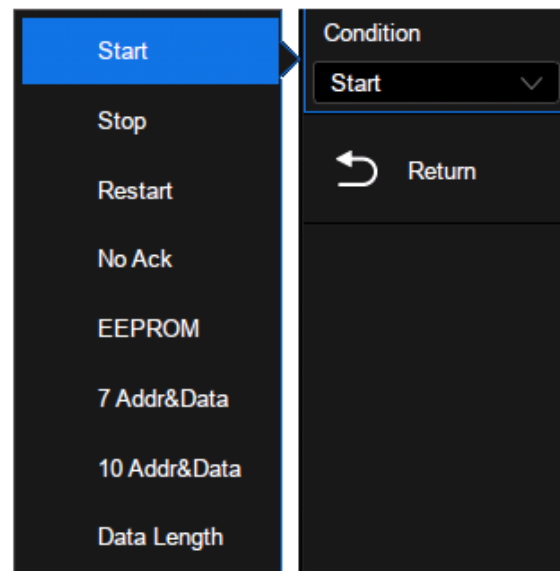 Start
Stop
Restart
No Ack
EEPROM
7 Addr&Data
10 Addr&Data
Data Length
Condition
Start
Return